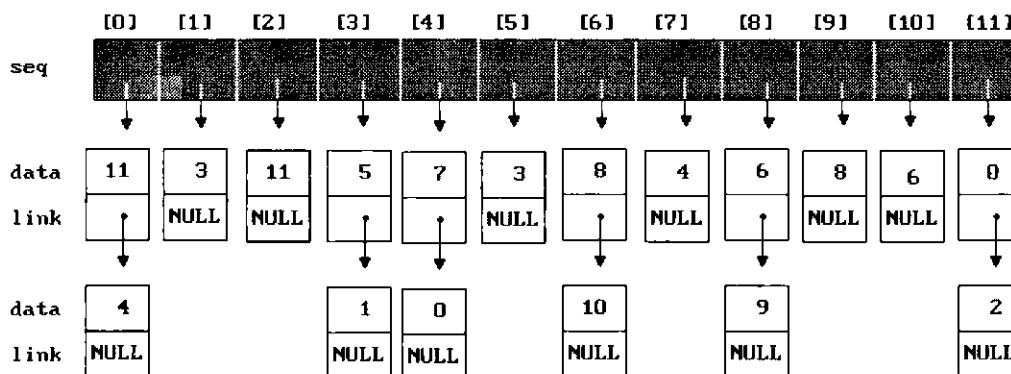 [0] [1] [2] [3] [4] [5] [6] [7] [8] [9] [10] [11]
seq
data 11 3 11 5 7 3 8 4 6 8 6 0
link NULL NULL NULL NULL NULL NULL
data 4 1 0 10 9 2
link NULL NULL NULL NULL NULL NULL